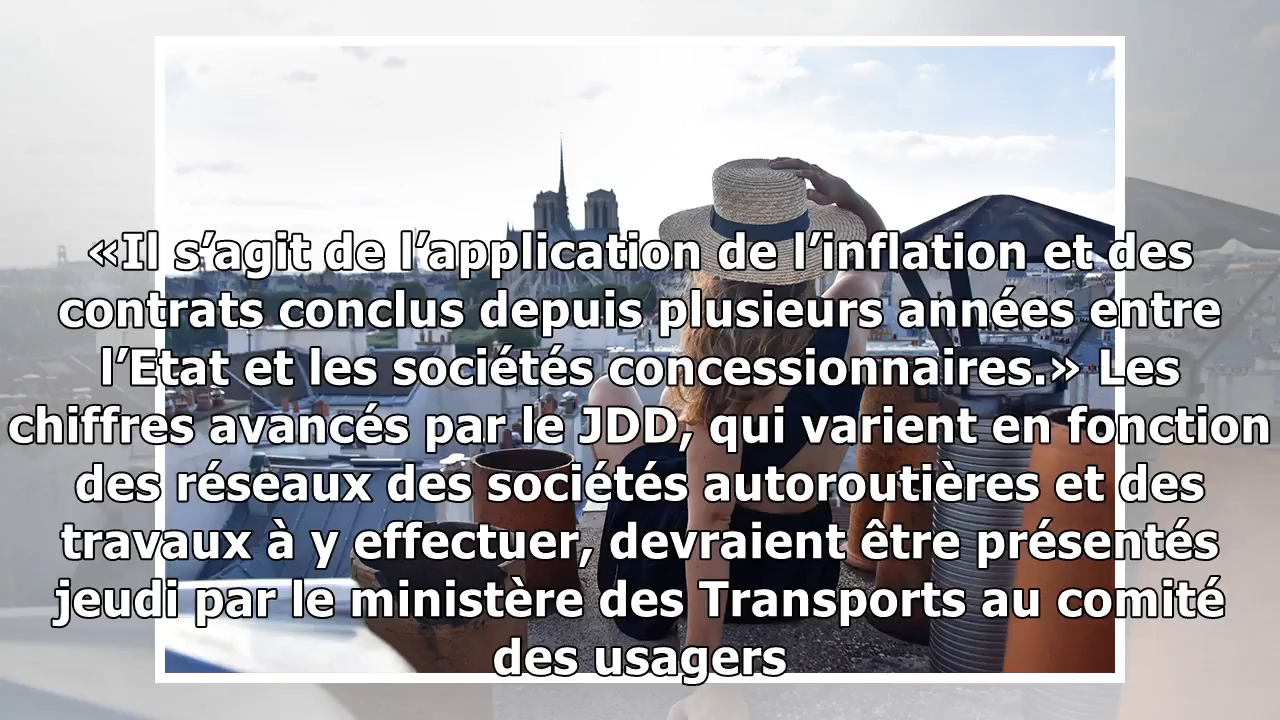 «Il s’agit de l’application de l’inflation et des
contrats conclus depuis plusieurs années entre
l’Etat et les sociétés concessionnaires.» Les
chiffres avancés par le JDD, qui varient en fonction
des réseaux des sociétés autoroutières et des
travaux à y effectuer, devraient être présentés
jeudi par le ministère des Transports au comité
des usagers